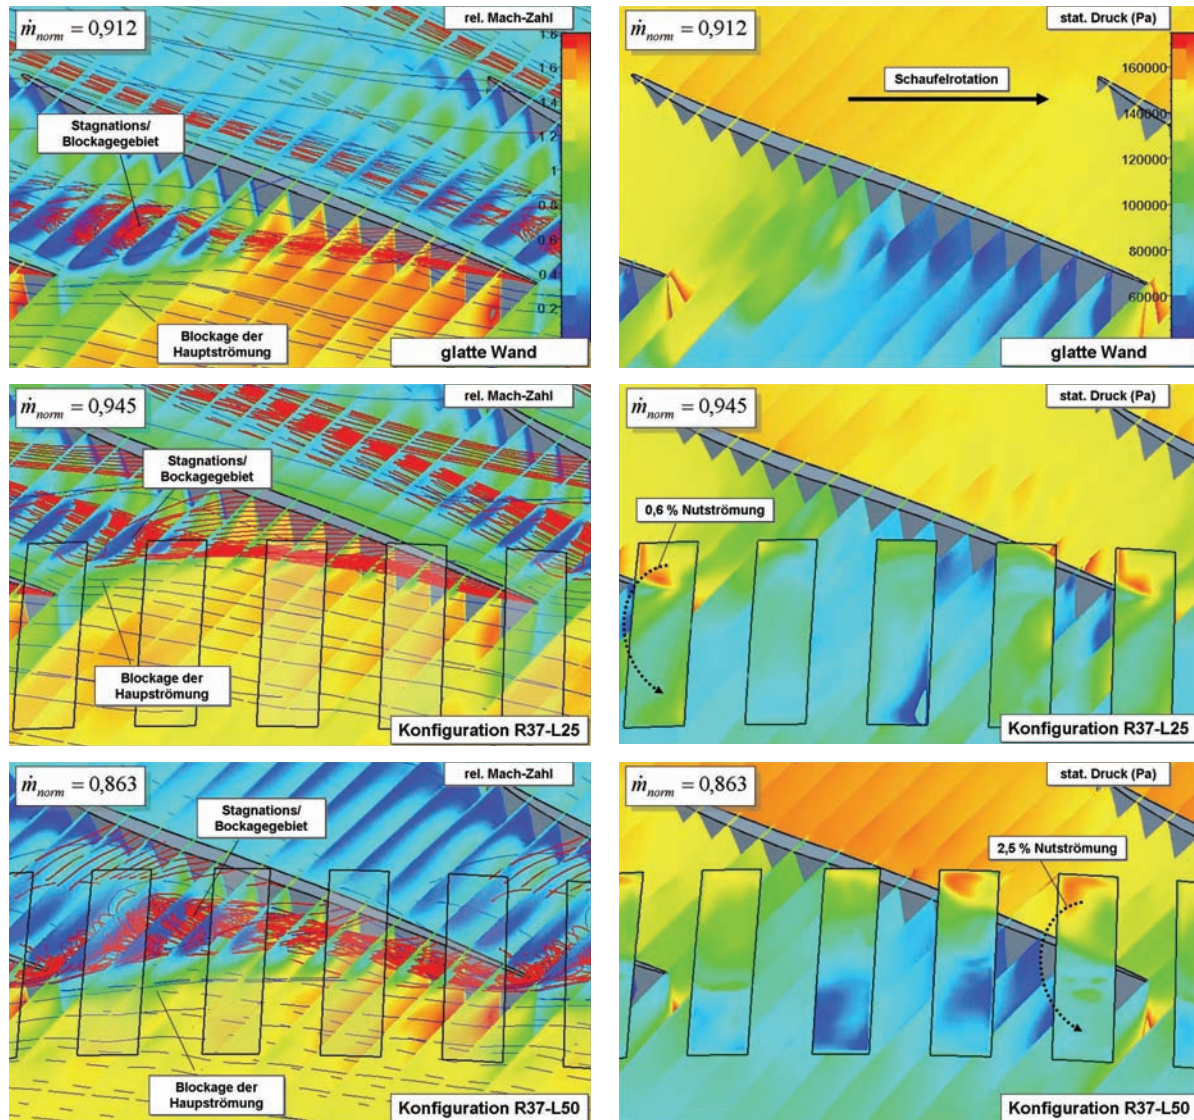 ṁnorm = 0,912
rel. Mach-Zahl
1.8
1.6
1.4
1.2
1
0.8
0.6
0.4
0.2
Stagnations/
Blockagegebiet
Blockage der
Hauptströmung
glatte Wand
ṁnorm = 0,912
stat. Druck (Pa)
160000
140000
120000
100000
80000
60000
Schaufelrotation
glatte Wand
ṁnorm = 0,945
rel. Mach-Zahl
Stagnations/
Bockagegebiet
Blockage der
Haupströmung
Konfiguration R37-L25
ṁnorm = 0,945
stat. Druck (Pa)
0,6 % Nutströmung
Konfiguration R37-L25
ṁnorm = 0,863
rel. Mach-Zahl
Stagnations/
Bockagegebiet
Blockage der
Haupströmung
Konfiguration R37-L50
ṁnorm = 0,863
stat. Druck (Pa)
2,5 % Nutströmung
Konfiguration R37-L50